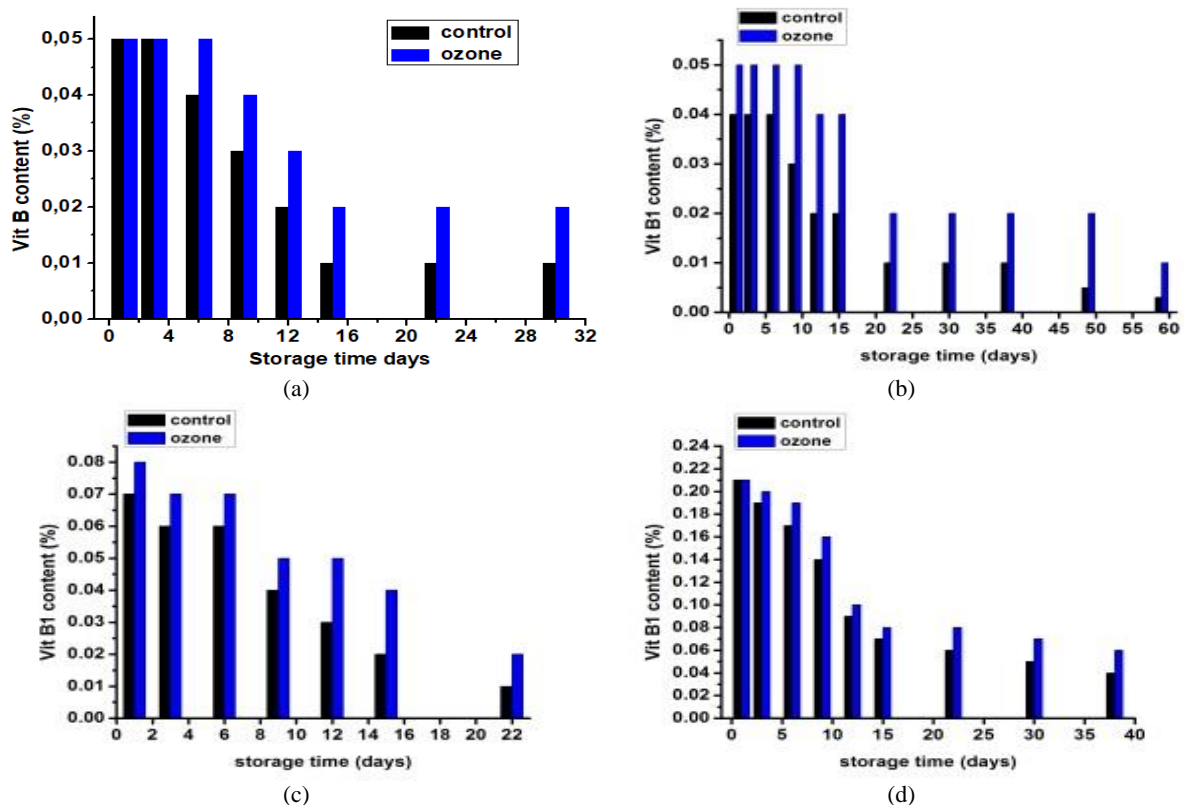 control
ozone
Vit B content (%)
0,05
0,04
0,03
0,02
0,01
0,00
0 4 8 12 16 20 24 28 32
Storage time days
(a)
control
ozone
Vit B1 content (%)
0.05
0.04
0.03
0.02
0.01
0.00
0 5 10 15 20 25 30 35 40 45 50 55 60
storage time (days)
(b)
control
ozone
Vit B1 content (%)
0.08
0.07
0.06
0.05
0.04
0.03
0.02
0.01
0.00
0 2 4 6 8 10 12 14 16 18 20 22
storage time (days)
(c)
control
ozone
Vit B1 content (%)
0.24
0.22
0.20
0.18
0.16
0.14
0.12
0.10
0.08
0.06
0.04
0.02
0.00
0 5 10 15 20 25 30 35 40
storage time (days)
(d)